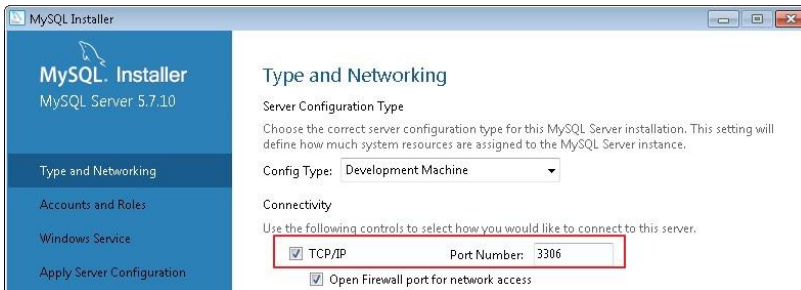 MySQL Installer
MySQL. Installer
MySQL Server 5.7.10
Type and Networking
Accounts and Roles
Windows Service
Apply Server Configuration
Type and Networking
Server Configuration Type
Choose the correct server configuration type for this MySQL Server installation. This setting will
define how much system resources are assigned to the MySQL Server instance.
Config Type: Development Machine
Connectivity
Use the following controls to select how you would like to connect to this server.
TCP/IP Port Number: 3306
Open Firewall port for network access